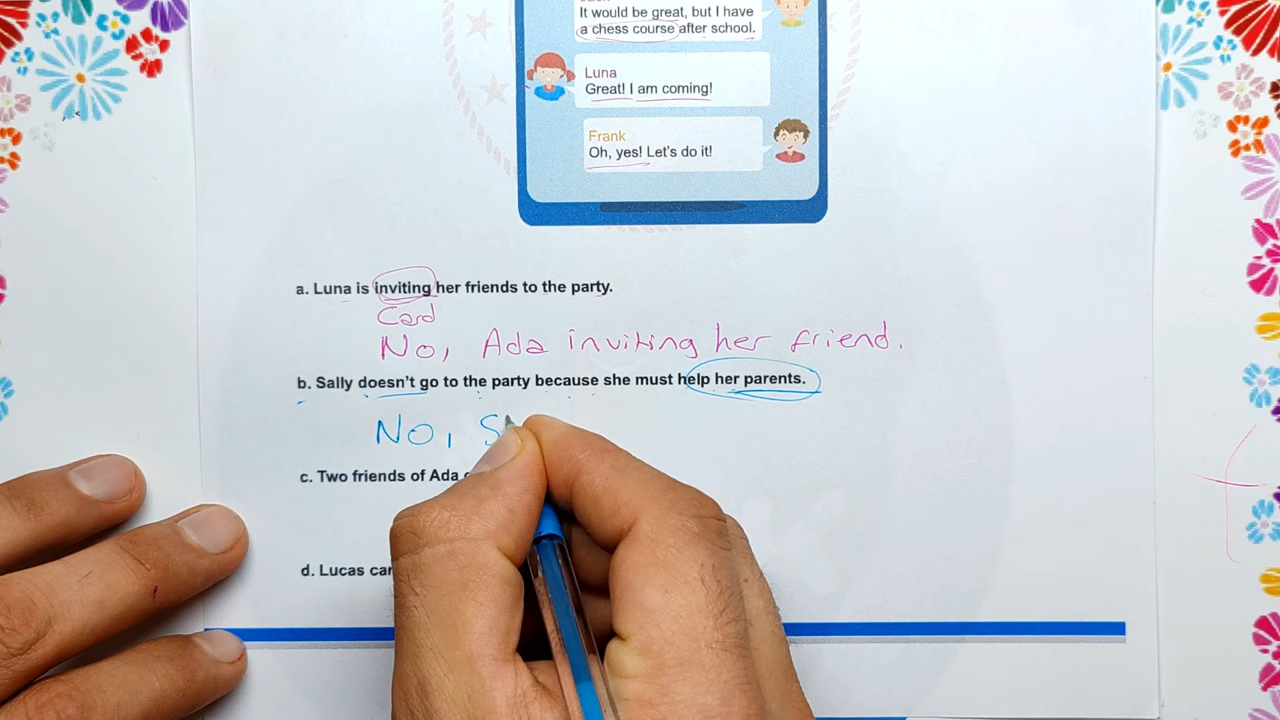 It would be great, but I have
a chess course after school.
Luna
Great! I am coming!
Frank
Oh, yes! Let's do it!
a. Luna is inviting her friends to the party.
Card
No, Ada inviting her friend.
b. Sally doesn't go to the party because she must help her parents.
No, S
c. Two friends of Ada
d. Lucas can